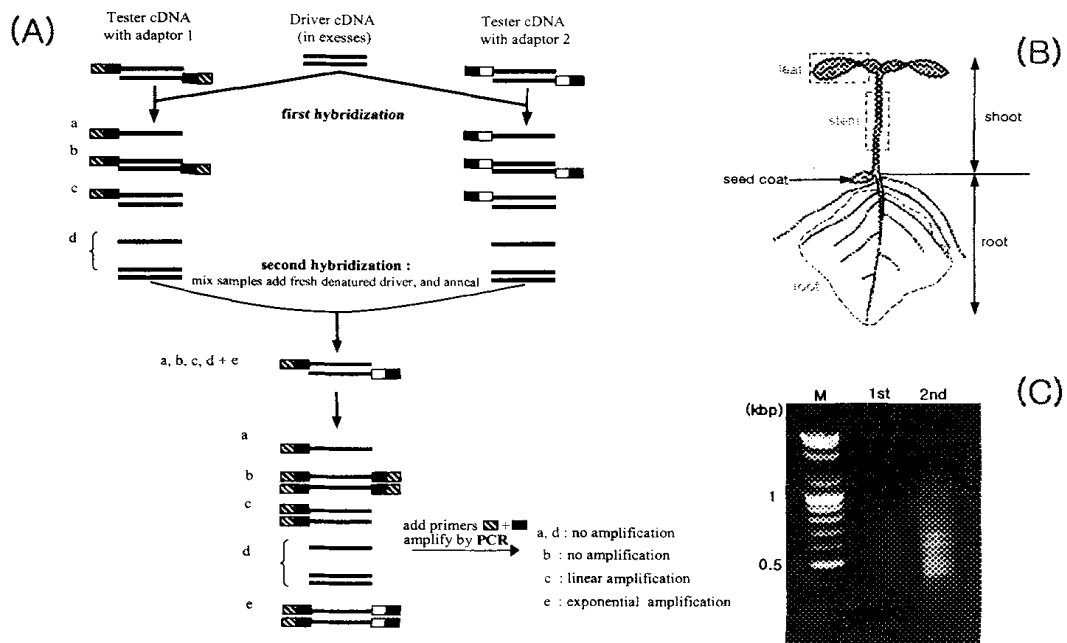 (A)
Tester cDNA
with adaptor 1
Driver cDNA
(in exesses)
Tester cDNA
with adaptor 2
first hybridization
a
b
c
d
second hybridization :
mix samples add fresh denatured driver, and anneal
a, b, c, d + e
a
b
c
d
e
add primers +
amplify by PCR
a, d : no amplification
b : no amplification
c : linear amplification
e : exponential amplification
(B)
leaf
stem
seed coat
root
shoot
root
(C)
(kbp)
M
1st
2nd
1
0.5